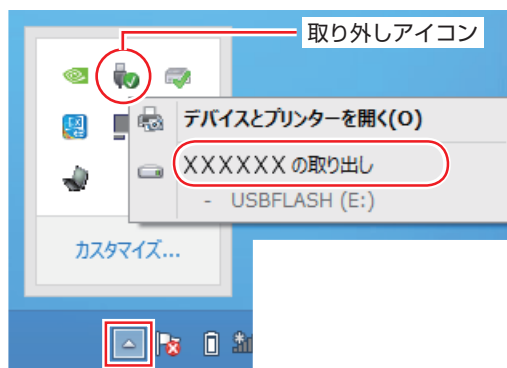 取り外しアイコン
デバイスとプリンターを開く(O)
XXXXXX の取り出し
- USBFLASH (E:)
カスタマイズ...